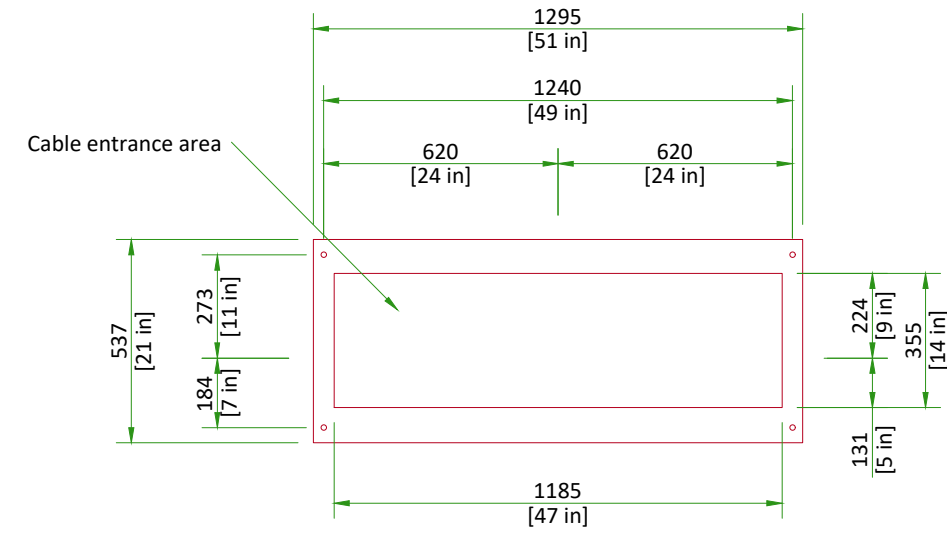 1295
[51 in]
1240
[49 in]
Cable entrance area
620
[24 in]
620
[24 in]
537
[21 in]
273
[11 in]
184
[7 in]
224
[9 in]
355
[14 in]
131
[5 in]
1185
[47 in]